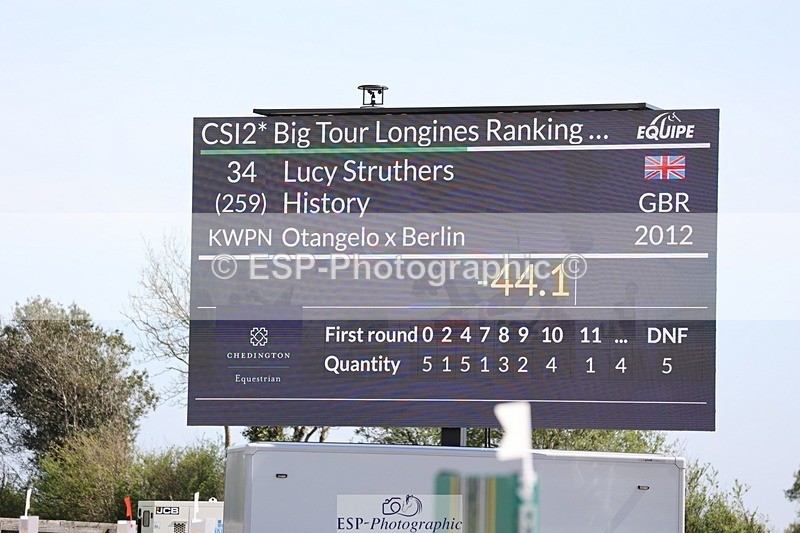 CSI2* Big Tour Longines Ranking ... EQUIPE
34 Lucy Struthers
(259) History GBR
KWPN Otangelo x Berlin 2012
© ESP-Photographic ©
-44.1
First round 0 2 4 7 8 9 10 11 ... DNF
Quantity 5 1 5 1 3 2 4 1 4 5
CHEDINGTON
Equestrian
JCB
ESP-Photographic